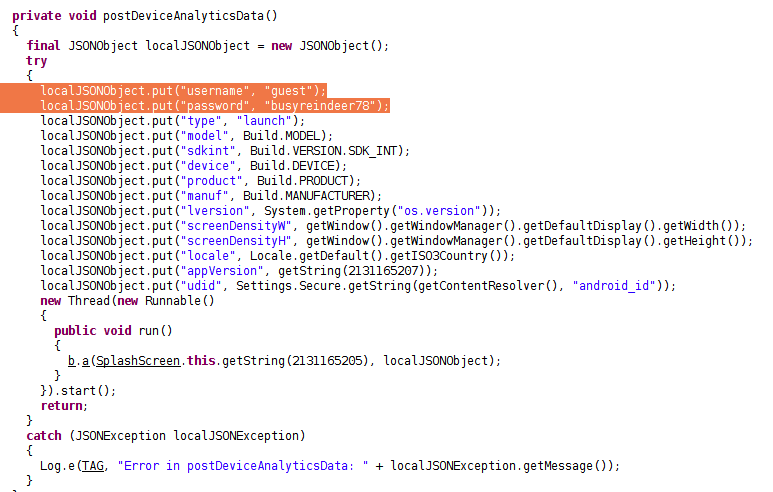 private void postDeviceAnalyticsData()
{
final JSONObject localJSONObject = new JSONObject();
try
{
localJSONObject.put("username", "guest");
localJSONObject.put("password", "busyreindeer78");
localJSONObject.put("type", "launch");
localJSONObject.put("model", Build.MODEL);
localJSONObject.put("sdkint", Build.VERSION.SDK_INT);
localJSONObject.put("device", Build.DEVICE);
localJSONObject.put("product", Build.PRODUCT);
localJSONObject.put("manuf", Build.MANUFACTURER);
localJSONObject.put("lversion", System.getProperty("os.version"));
localJSONObject.put("screenDensityW", getWindow().getWindowManager().getDefaultDisplay().getWidth());
localJSONObject.put("screenDensityH", getWindow().getWindowManager().getDefaultDisplay().getHeight());
localJSONObject.put("locale", Locale.getDefault().getISO3Country());
localJSONObject.put("appVersion", getString(2131165207));
localJSONObject.put("udid", Settings.Secure.getString(getContentResolver(), "android_id"));
new Thread(new Runnable()
{
public void run()
{
b.a(SplashScreen.this.getString(2131165205), localJSONObject);
}
}).start();
return;
}
catch (JSONException localJSONException)
{
Log.e(TAG, "Error in postDeviceAnalyticsData: " + localJSONException.getMessage());
}